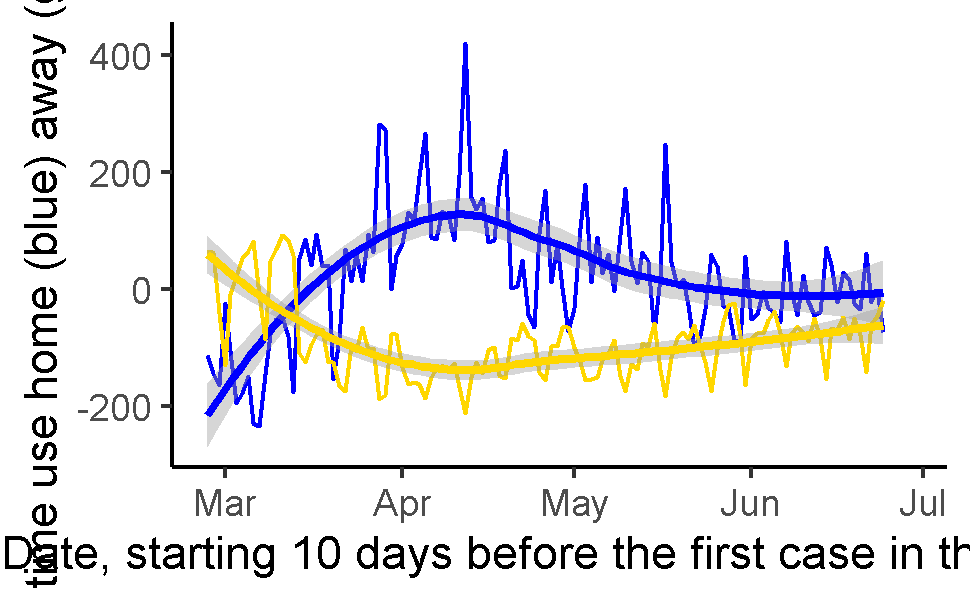 time use home (blue) away (
400
200
0
-200
Mar Apr May Jun Jul
Date, starting 10 days before the first case in th